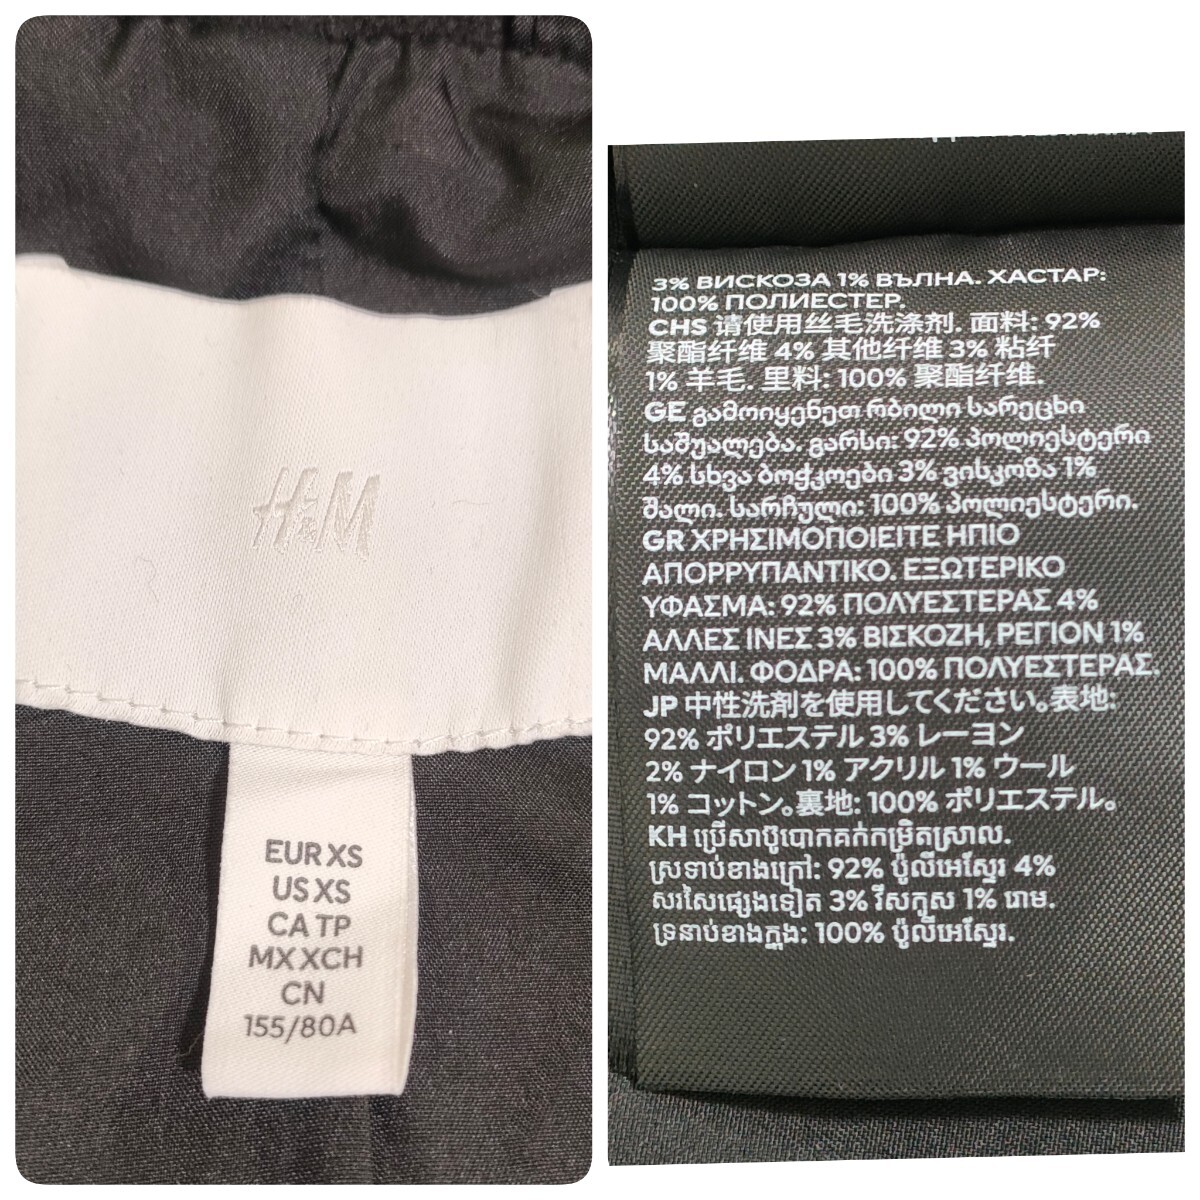 H&M
EUR XS
US XS
CA TP
MX XCH
CN
155/80A
3% ВИСКОЗА 1% ВЪЛНА. ХАСТАР:
100% ПОЛИЕСТЕР.
CHS 请使用丝毛洗涤剂. 面料: 92%
聚酯纤维 4% 其他纤维 3% 粘纤
1% 羊毛. 里料: 100% 聚酯纤维.
GE გამოიყენეთ რბილი სარეცხი
საშუალება. გარსი: 92% პოლიესტერი
4% სხვა ბოჭკოები 3% ვისკოზა 1%
შალი. სარჩული: 100% პოლიესტერი.
GR ΧΡΗΣΙΜΟΠΟΙΕΙΤΕ ΗΠΙΟ
ΑΠΟΡΡΥΠΑΝΤΙΚΟ. ΕΞΩΤΕΡΙΚΟ
ΥΦΑΣΜΑ: 92% ΠΟΛΥΕΣΤΕΡΑΣ 4%
ΑΛΛΕΣ ΙΝΕΣ 3% ΒΙΣΚΟΖΗ, ΡΕΓΙΟΝ 1%
ΜΑΛΛΙ. ΦΟΔΡΑ: 100% ΠΟΛΥΕΣΤΕΡΑΣ.
JP 中性洗剤を使用してください。表地:
92% ポリエステル 3% レーヨン
2% ナイロン 1% アクリル 1% ウール
1% コットン。裏地: 100% ポリエステル。
KH ប្រើសាប៊ូបោកគក់កម្រិតស្រាល.
ស្រទាប់ខាងក្រៅ: 92% ប៉ូលីអេស្ទែរ 4%
សរសៃផ្សេងទៀត 3% វីសកូស 1% រោម.
ទ្រនាប់ខាងក្នុង: 100% ប៉ូលីអេស្ទែរ.